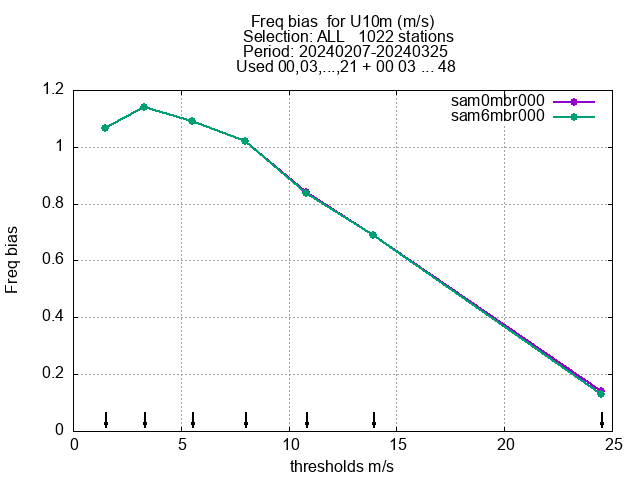 Freq bias  for U10m (m/s)
Selection: ALL   1022 stations
Period: 20240207-20240325
Used 00,03,...,21 + 00 03 ... 48
sam0mbr000
sam6mbr000
1.2
1
0.8
0.6
0.4
0.2
0
Freq bias
0 5 10 15 20 25
thresholds m/s